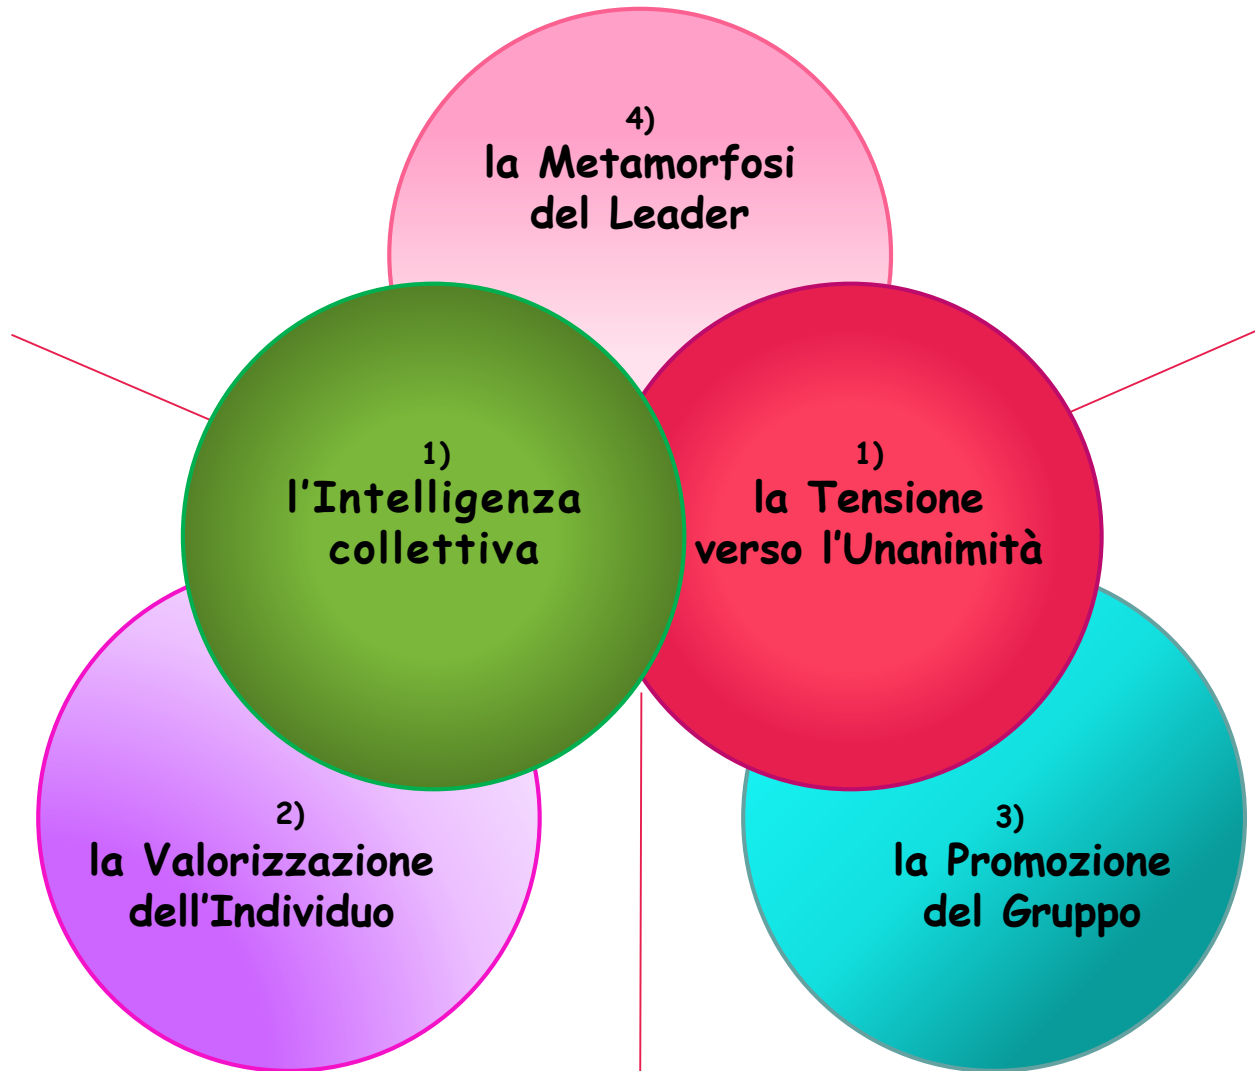 4)
la Metamorfosi
del Leader
1)
l'Intelligenza
collettiva
1)
la Tensione
verso l'Unanimità
2)
la Valorizzazione
dell'Individuo
3)
la Promozione
del Gruppo